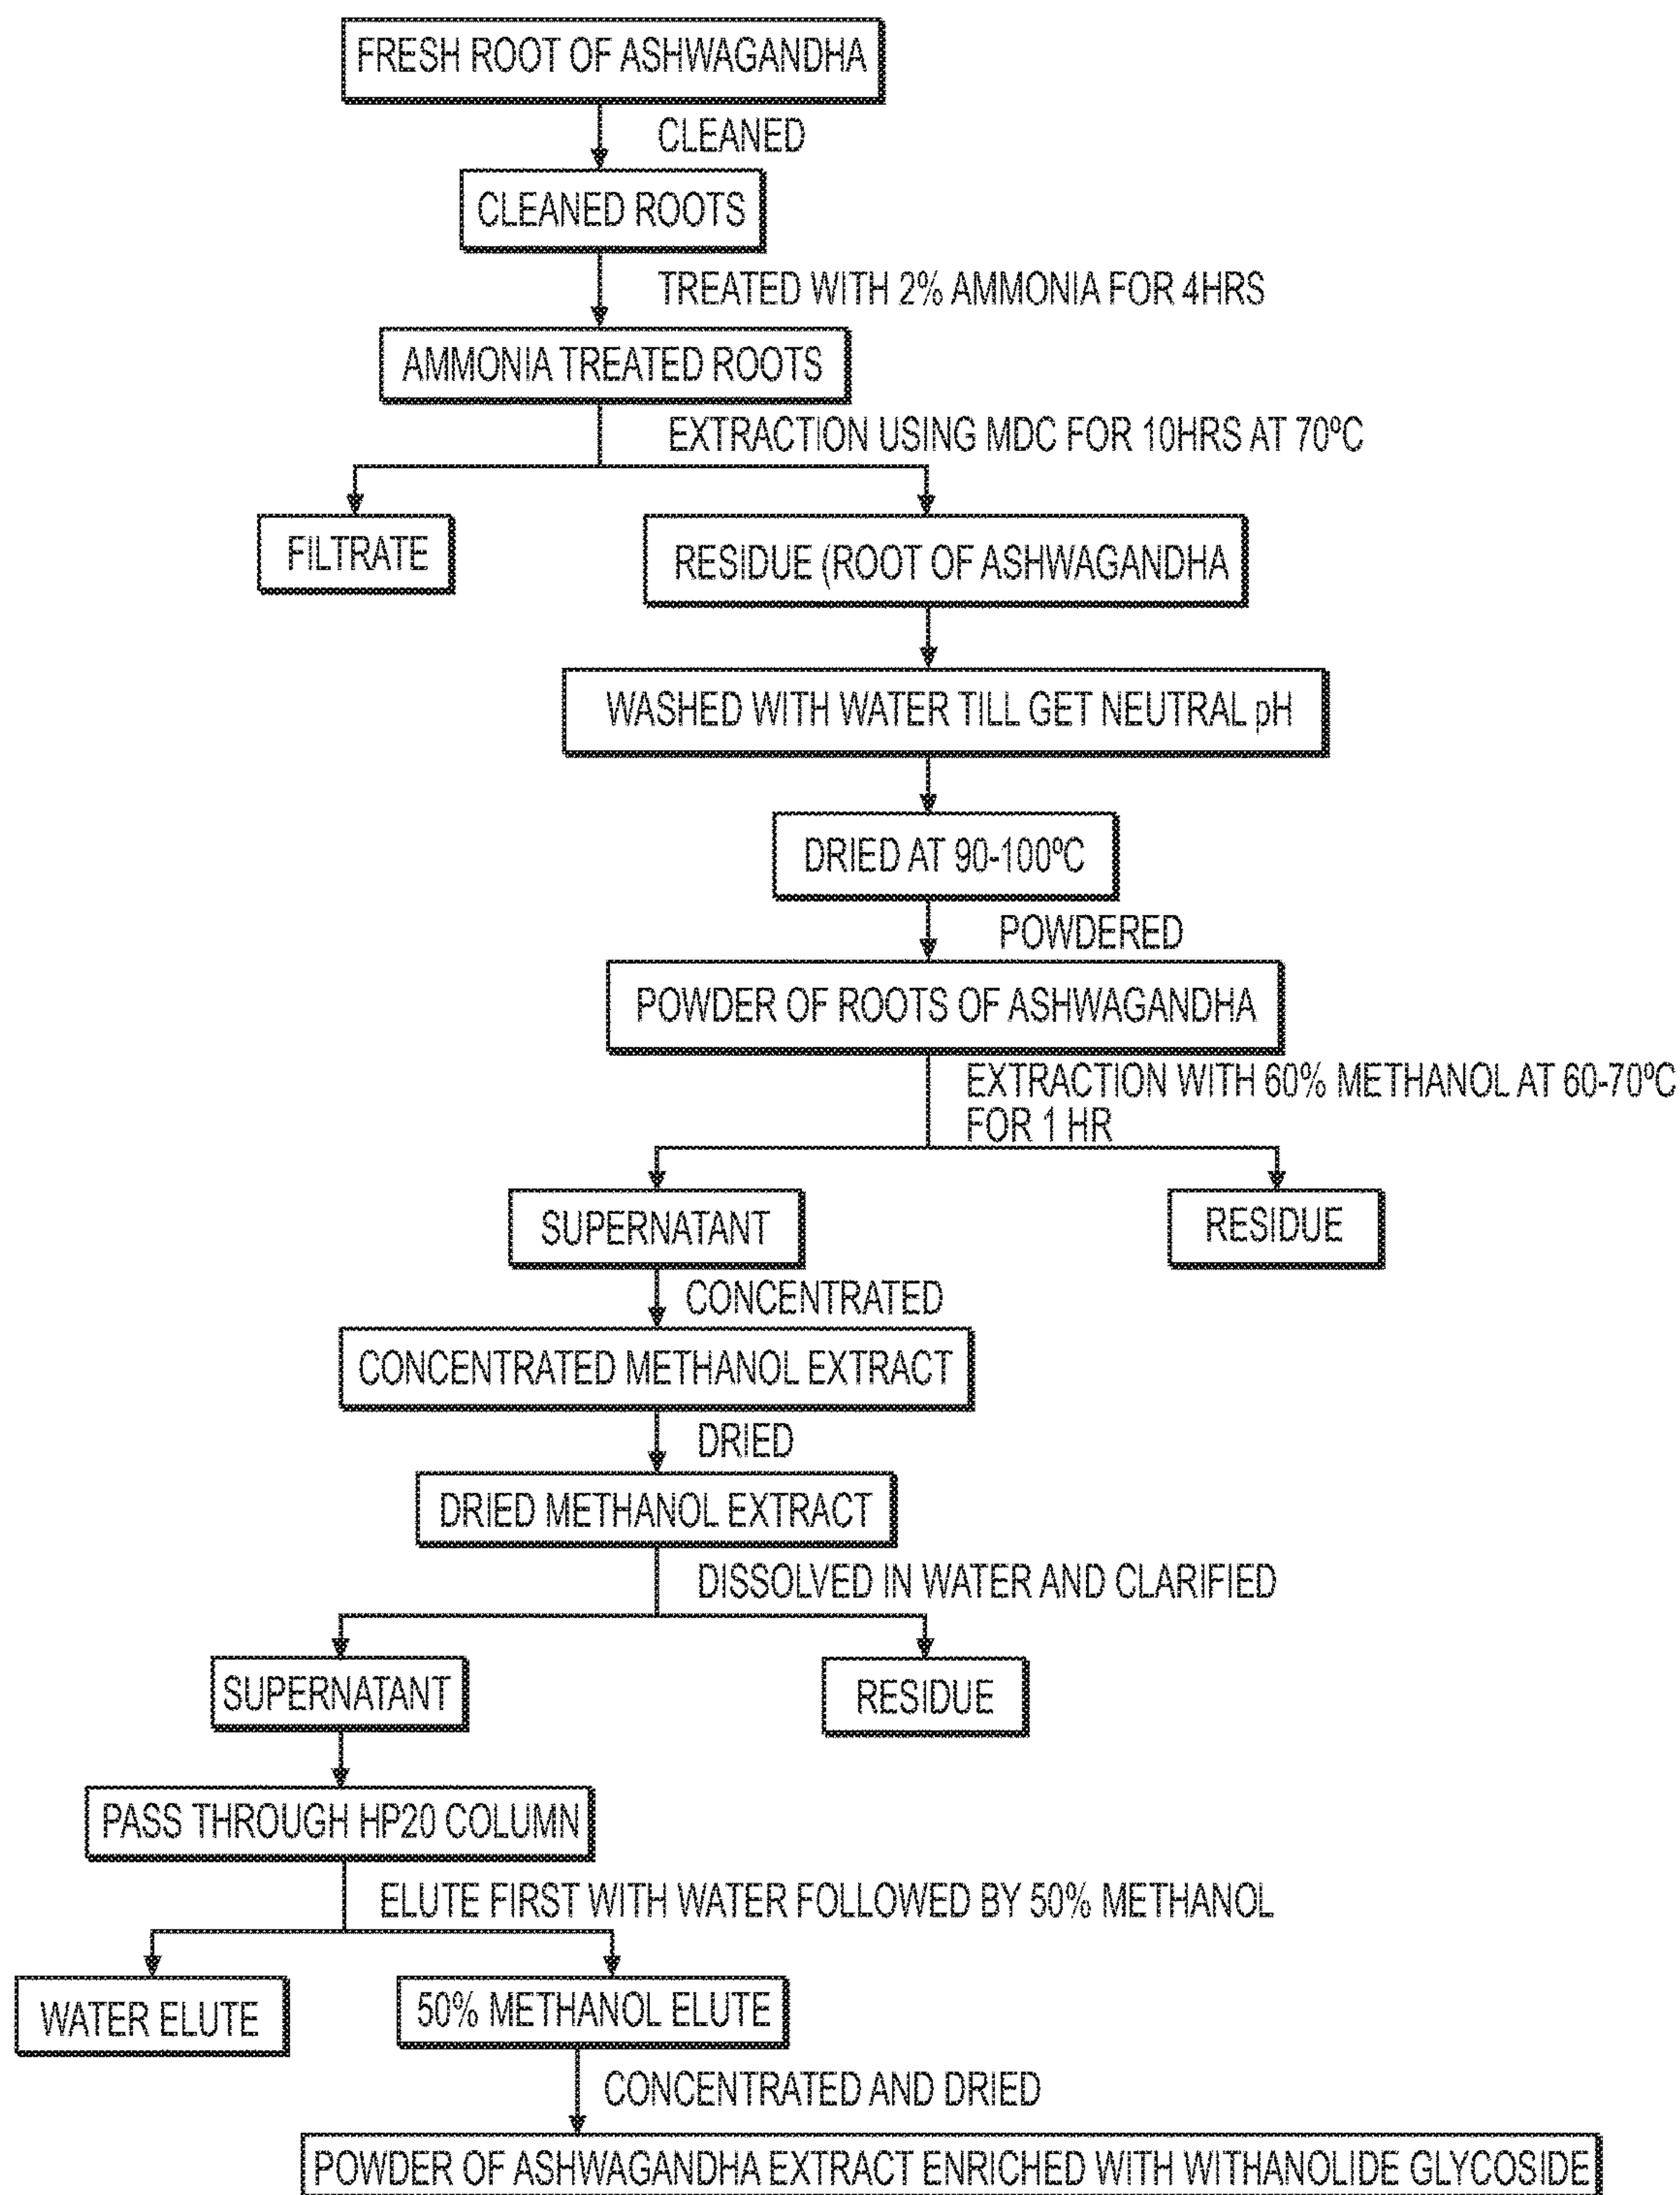 FRESH ROOT OF ASHWAGANDHA
CLEANED
CLEANED ROOTS
TREATED WITH 2% AMMONIA FOR 4HRS
AMMONIA TREATED ROOTS
EXTRACTION USING MDC FOR 10HRS AT 70ºC
FILTRATE
RESIDUE (ROOT OF ASHWAGANDHA
WASHED WITH WATER TILL GET NEUTRAL pH
DRIED AT 90-100ºC
POWDERED
POWDER OF ROOTS OF ASHWAGANDHA
EXTRACTION WITH 60% METHANOL AT 60-70ºC
FOR 1 HR
SUPERNATANT
RESIDUE
CONCENTRATED
CONCENTRATED METHANOL EXTRACT
DRIED
DRIED METHANOL EXTRACT
DISSOLVED IN WATER AND CLARIFIED
SUPERNATANT
RESIDUE
PASS THROUGH HP20 COLUMN
ELUTE FIRST WITH WATER FOLLOWED BY 50% METHANOL
WATER ELUTE
50% METHANOL ELUTE
CONCENTRATED AND DRIED
POWDER OF ASHWAGANDHA EXTRACT ENRICHED WITH WITHANOLIDE GLYCOSIDE